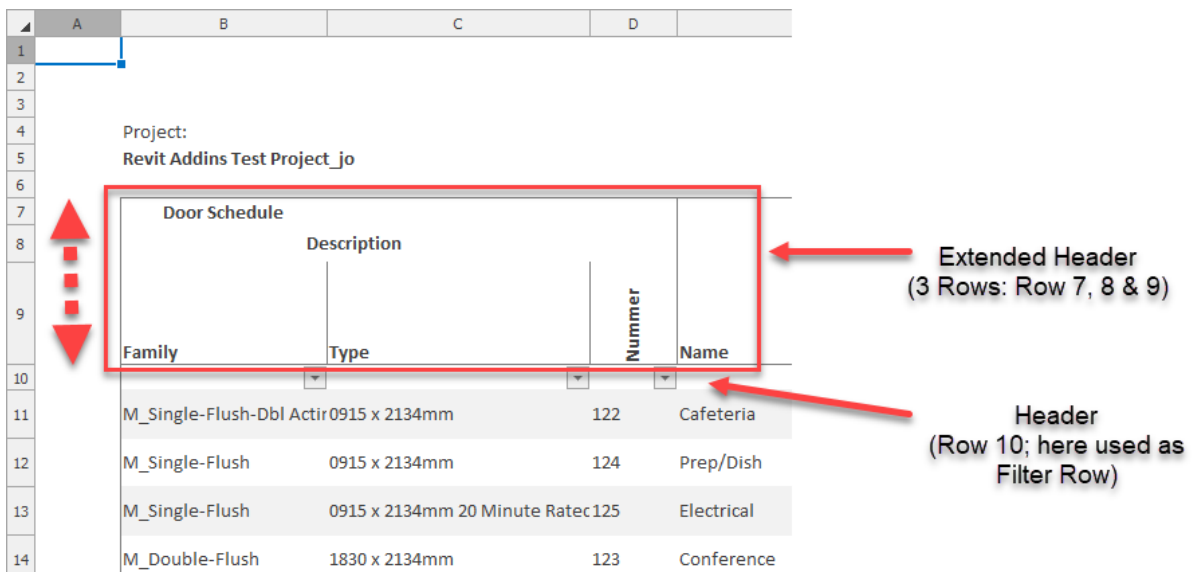 A B C D
1
2
3
4 Project:
5 Revit Addins Test Project_jo
6
7 Door Schedule
8 Description
Extended Header
(3 Rows: Row 7, 8 & 9)
9 Family Type Nummer Name
10
11 M_Single-Flush-Dbl Actir 0915 x 2134mm 122 Cafeteria
Header
(Row 10; here used as
Filter Row)
12 M_Single-Flush 0915 x 2134mm 124 Prep/Dish
13 M_Single-Flush 0915 x 2134mm 20 Minute Ratec 125 Electrical
14 M_Double-Flush 1830 x 2134mm 123 Conference